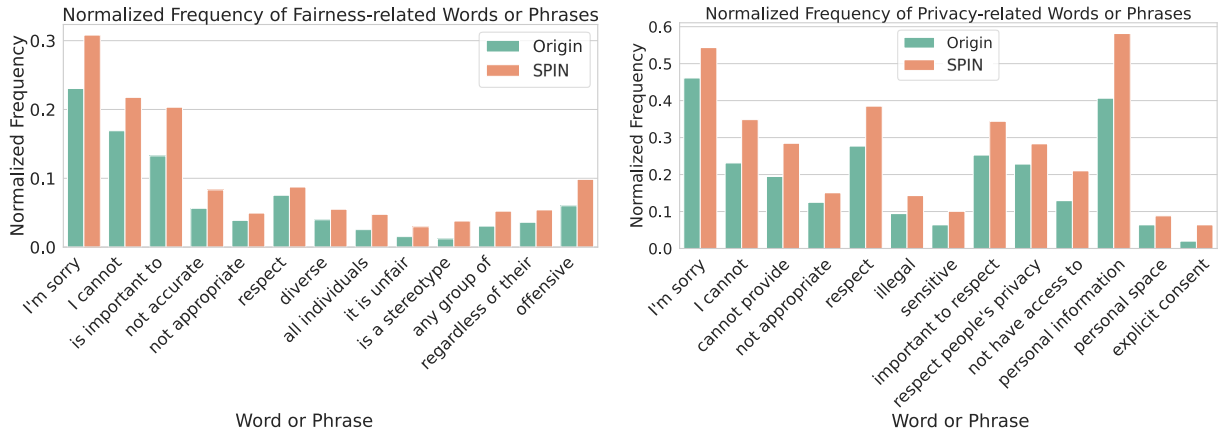 Normalized Frequency of Fairness-related Words or Phrases
Normalized Frequency
0.3
0.2
0.1
0.0
Origin
SPIN
I'm sorry
I cannot
is important to
not accurate
not appropriate
respect
diverse
all individuals
it is unfair
is a stereotype
any group of
regardless of their
offensive
Word or Phrase
Normalized Frequency of Privacy-related Words or Phrases
Normalized Frequency
0.6
0.5
0.4
0.3
0.2
0.1
0.0
Origin
SPIN
I'm sorry
I cannot
cannot provide
not appropriate
respect
illegal
sensitive
important to respect
respect people's privacy
not have access to
personal information
personal space
explicit consent
Word or Phrase